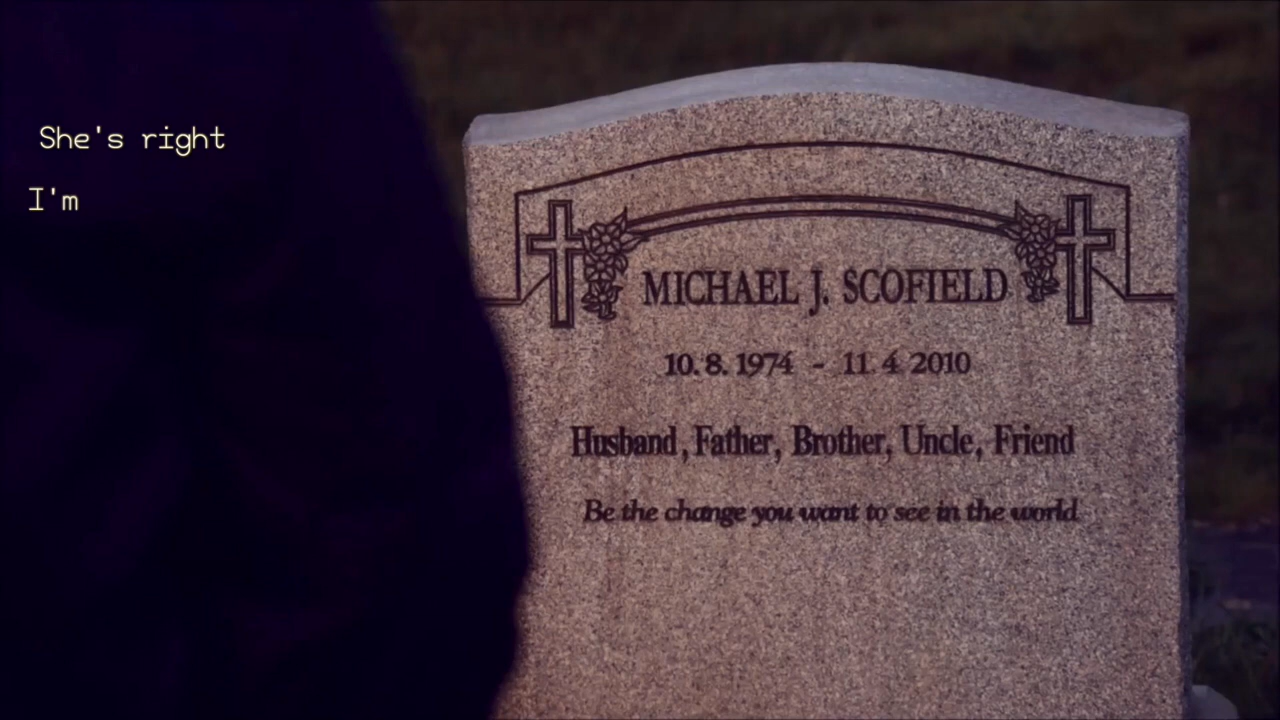 She's right
I'm
MICHAEL J. SCOFIELD
10.8.1974 - 11 4 2010
Husband, Father, Brother, Uncle, Friend
Be the change you want to see in the world